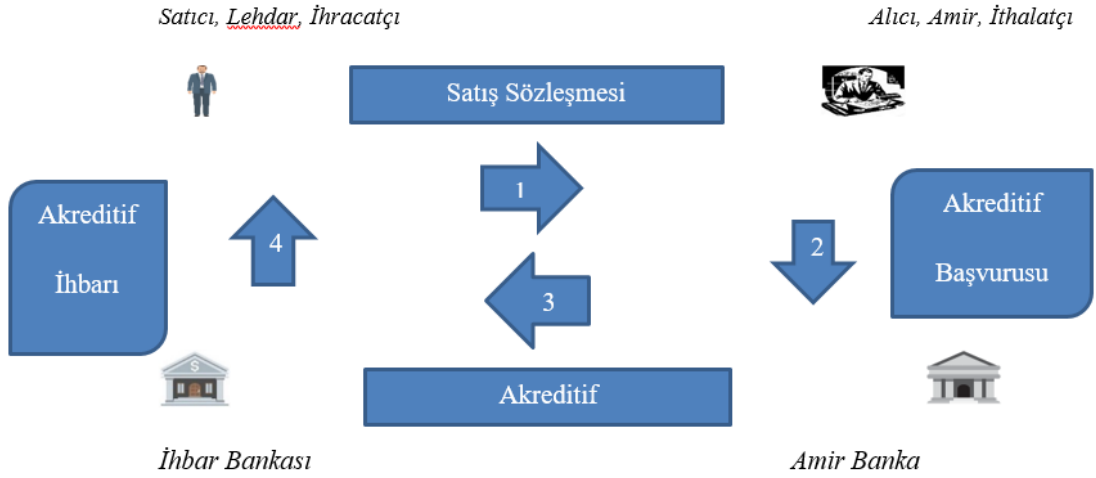 Satıcı, Lehdar, İhracatçı
Alıcı, Amir, İthalatçı
Satış Sözleşmesi
1
Akreditif
İhbarı
4
2
Akreditif
Başvurusu
3
$
Akreditif
İhbar Bankası
Amir Banka